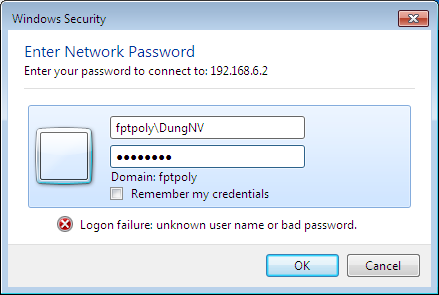 Windows Security
Enter Network Password
Enter your password to connect to: 192.168.6.2
fptpoly\DungNV
●●●●●●●●
Domain: fptpoly
Remember my credentials
Logon failure: unknown user name or bad password.
OK
Cancel